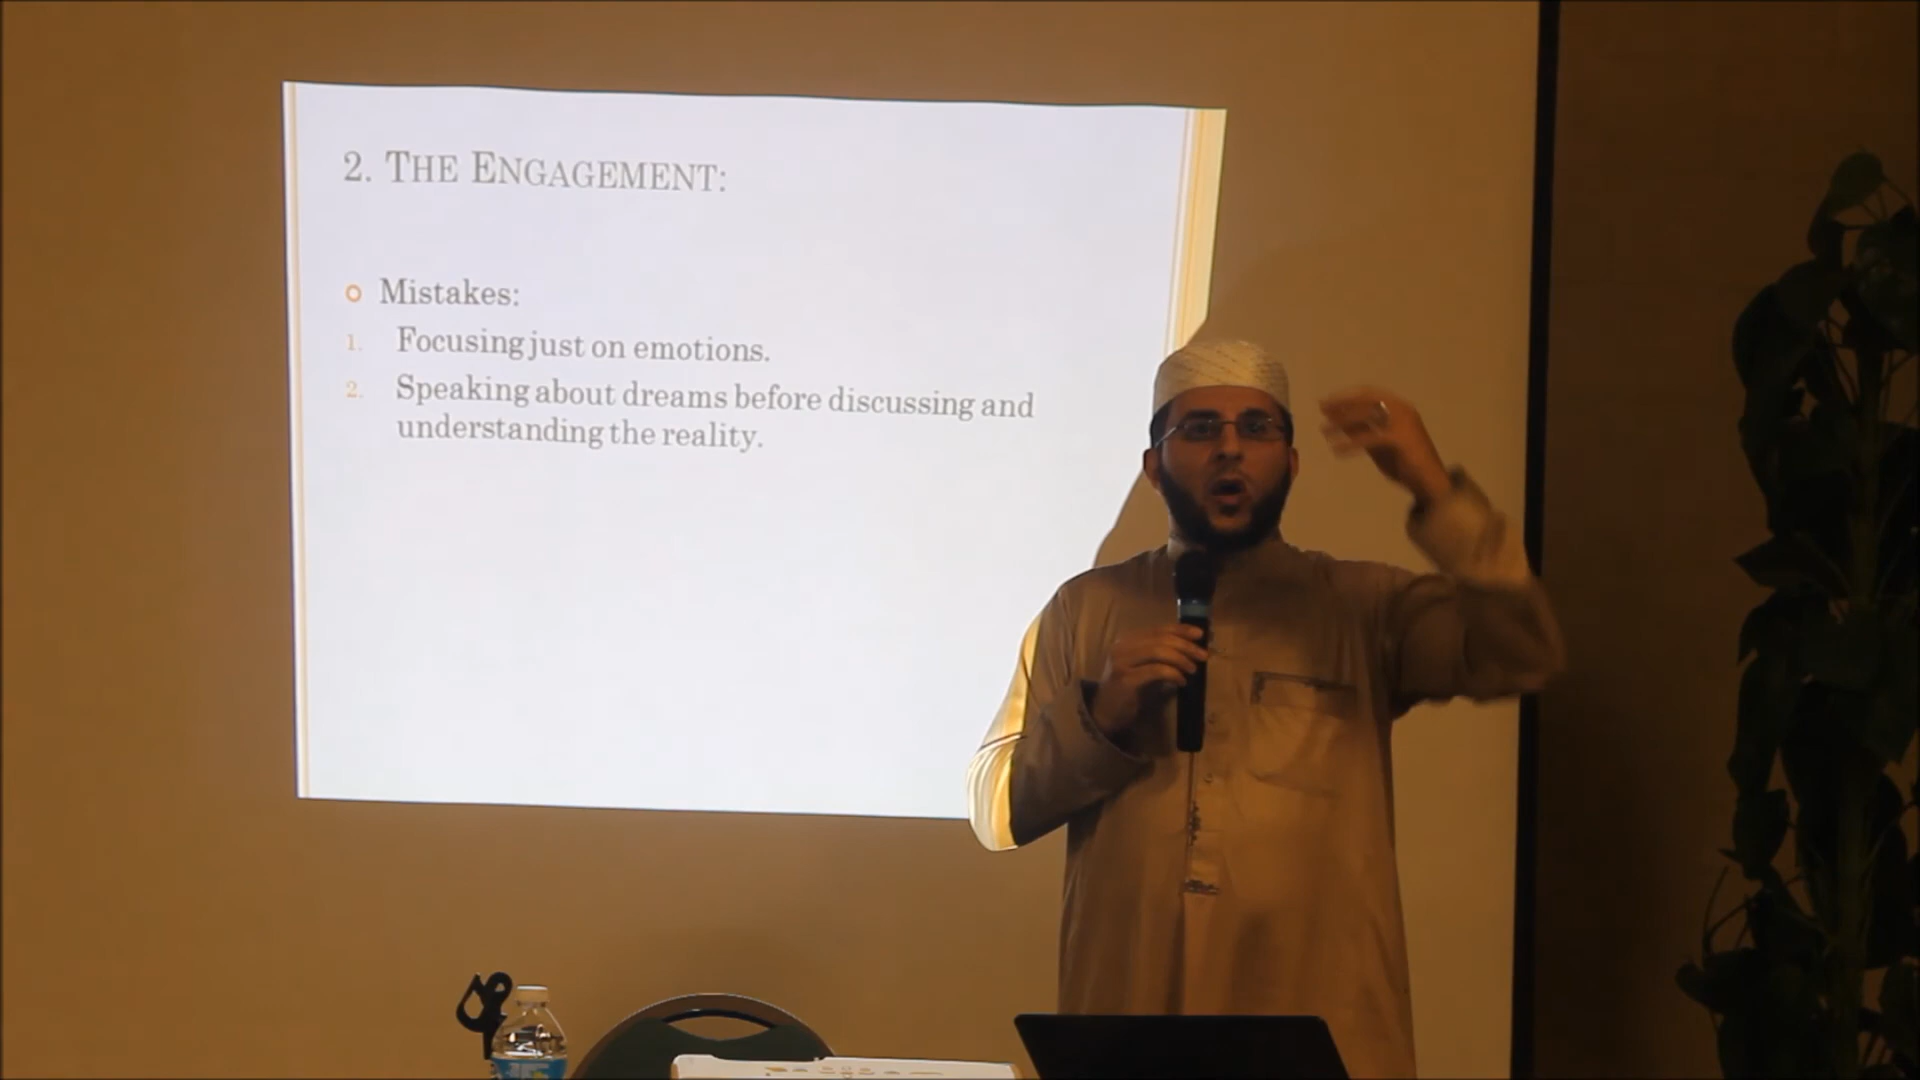 2. THE ENGAGEMENT:
Mistakes:
1. Focusing just on emotions.
2. Speaking about dreams before discussing and
understanding the reality.